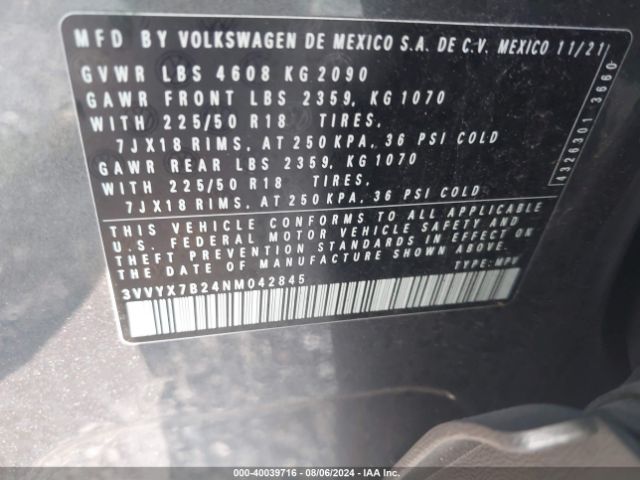 MFD BY VOLKSWAGEN DE MEXICO S.A. DE C.V. MEXICO 11/21
GVWR LBS 4608 KG 2090
GAWR FRONT LBS 2359, KG 1070
WITH 225/50 R18 TIRES,
7JX18 RIMS, AT 250 KPA, 36 PSI COLD
GAWR REAR LBS 2359, KG 1070
WITH 225/50 R18 TIRES,
7JX18 RIMS, AT 250 KPA, 36 PSI COLD
THIS VEHICLE CONFORMS TO ALL APPLICABLE
U.S. FEDERAL MOTOR VEHICLE SAFETY AND
THEFT PREVENTION STANDARDS IN EFFECT ON
THE DATE OF MANUFACTURE SHOWN ABOVE.
TYPE: MPV
3VVYX7B24NM042845
4326301 3660
000-40039716 - 08/06/2024 - IAA Inc.